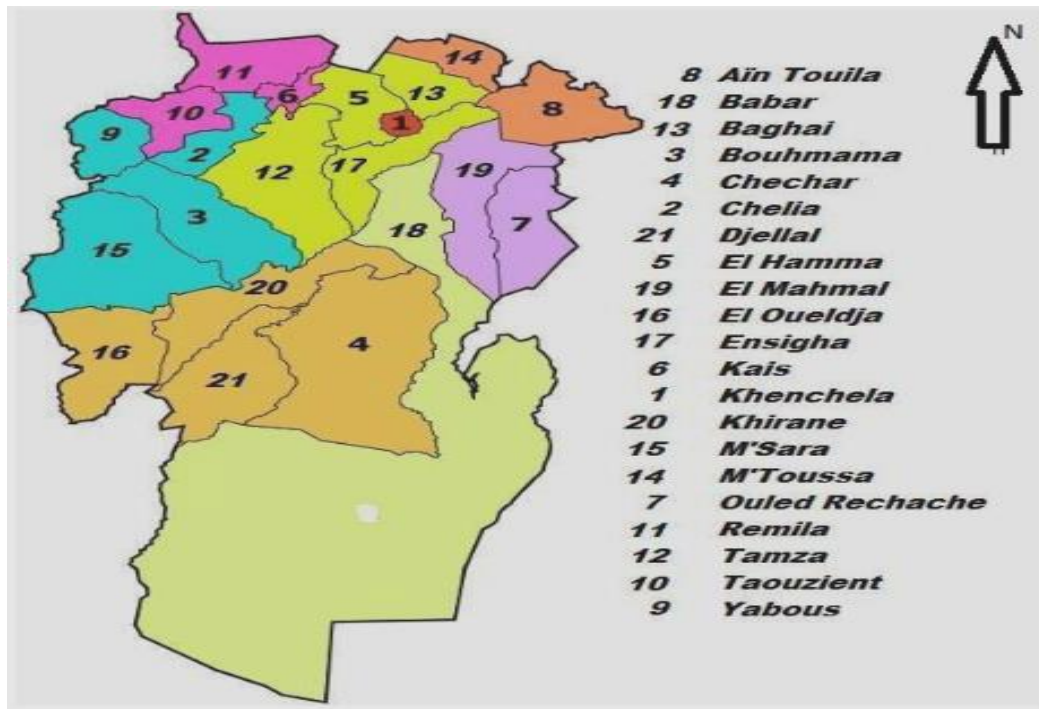 N
11
14
6
5
13
8
10
1
9
2
12
17
19
3
18
7
15
20
16
4
21
8 Aïn Touila
18 Babar
13 Baghai
3 Bouhmama
4 Chechar
2 Chelia
21 Djellal
5 El Hamma
19 El Mahmal
16 El Oueldja
17 Ensigha
6 Kais
1 Khenchela
20 Khirane
15 M'Sara
14 M'Toussa
7 Ouled Rechache
11 Remila
12 Tamza
10 Taouzient
9 Yabous